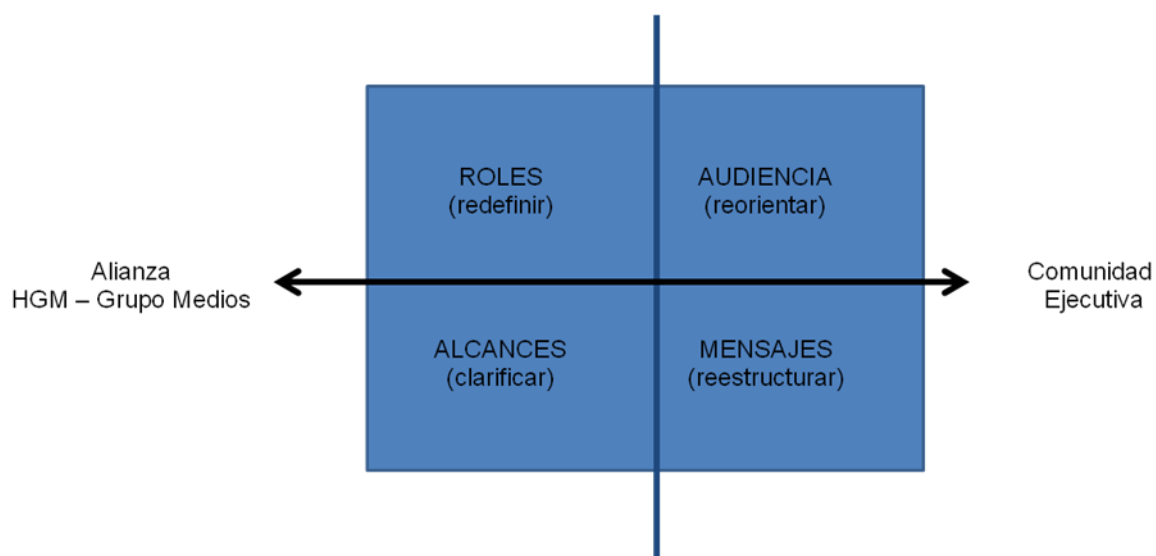 ROLES
(redefinir)
AUDIENCIA
(reorientar)
Alianza
HGM – Grupo Medios
Comunidad
Ejecutiva
ALCANCES
(clarificar)
MENSAJES
(reestructurar)